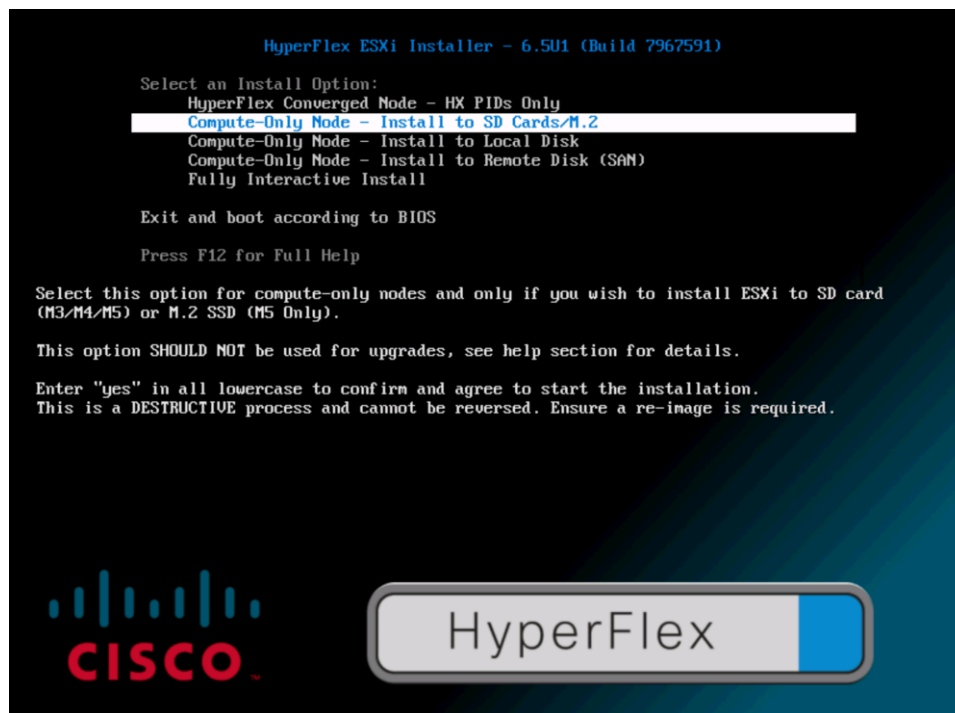 HyperFlex ESXi Installer - 6.5U1 (Build 7967591)
Select an Install Option:
HyperFlex Converged Node - HX PIDs Only
Compute-Only Node - Install to SD Cards/M.2
Compute-Only Node - Install to Local Disk
Compute-Only Node - Install to Remote Disk (SAN)
Fully Interactive Install
Exit and boot according to BIOS
Press F12 for Full Help
Select this option for compute-only nodes and only if you wish to install ESXi to SD card
(M3/M4/M5) or M.2 SSD (M5 Only).
This option SHOULD NOT be used for upgrades, see help section for details.
Enter "yes" in all lowercase to confirm and agree to start the installation.
This is a DESTRUCTIVE process and cannot be reversed. Ensure a re-image is required.
CISCO™
HyperFlex